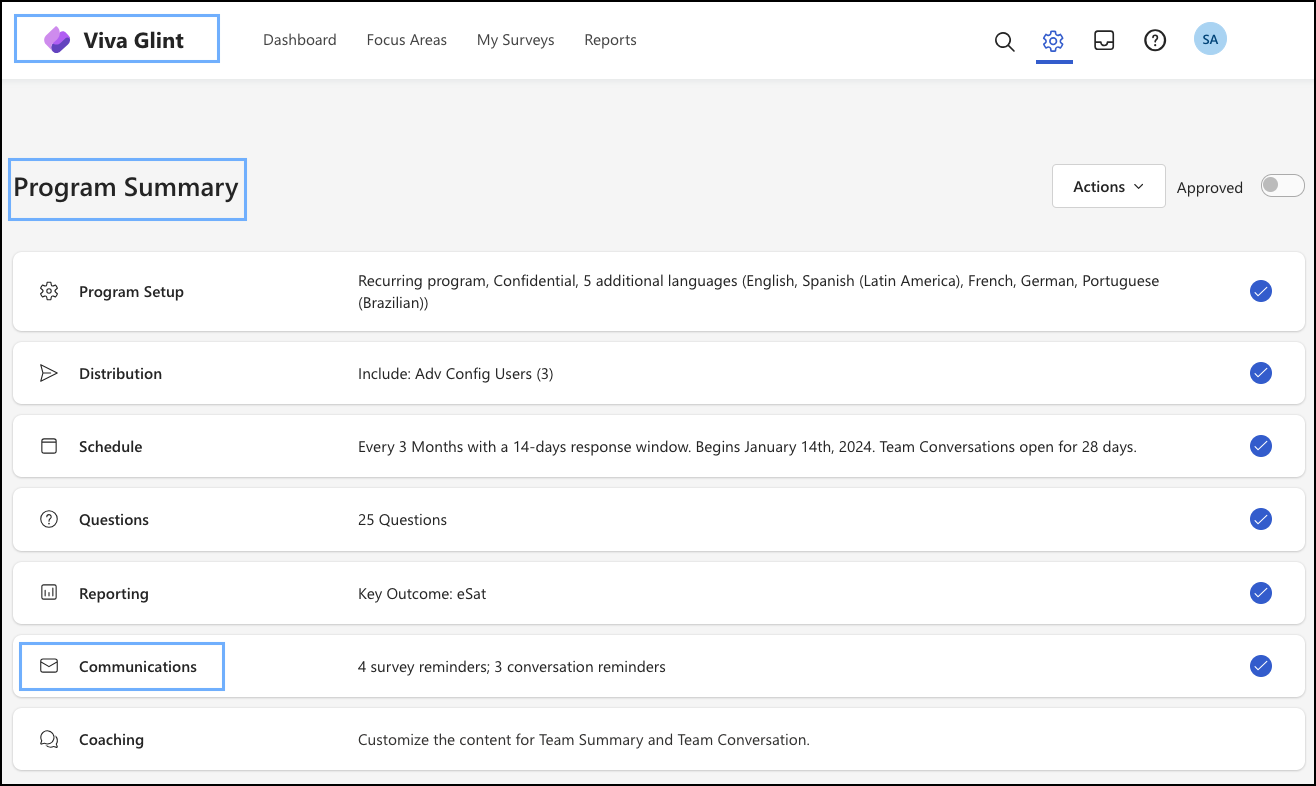 Viva Glint
Dashboard
Focus Areas
My Surveys
Reports
SA
Program Summary
Actions
Approved
Program Setup
Recurring program, Confidential, 5 additional languages (English, Spanish (Latin America), French, German, Portuguese
(Brazilian))
Distribution
Include: Adv Config Users (3)
Schedule
Every 3 Months with a 14-days response window. Begins January 14th, 2024. Team Conversations open for 28 days.
Questions
25 Questions
Reporting
Key Outcome: eSat
Communications
4 survey reminders; 3 conversation reminders
Coaching
Customize the content for Team Summary and Team Conversation.